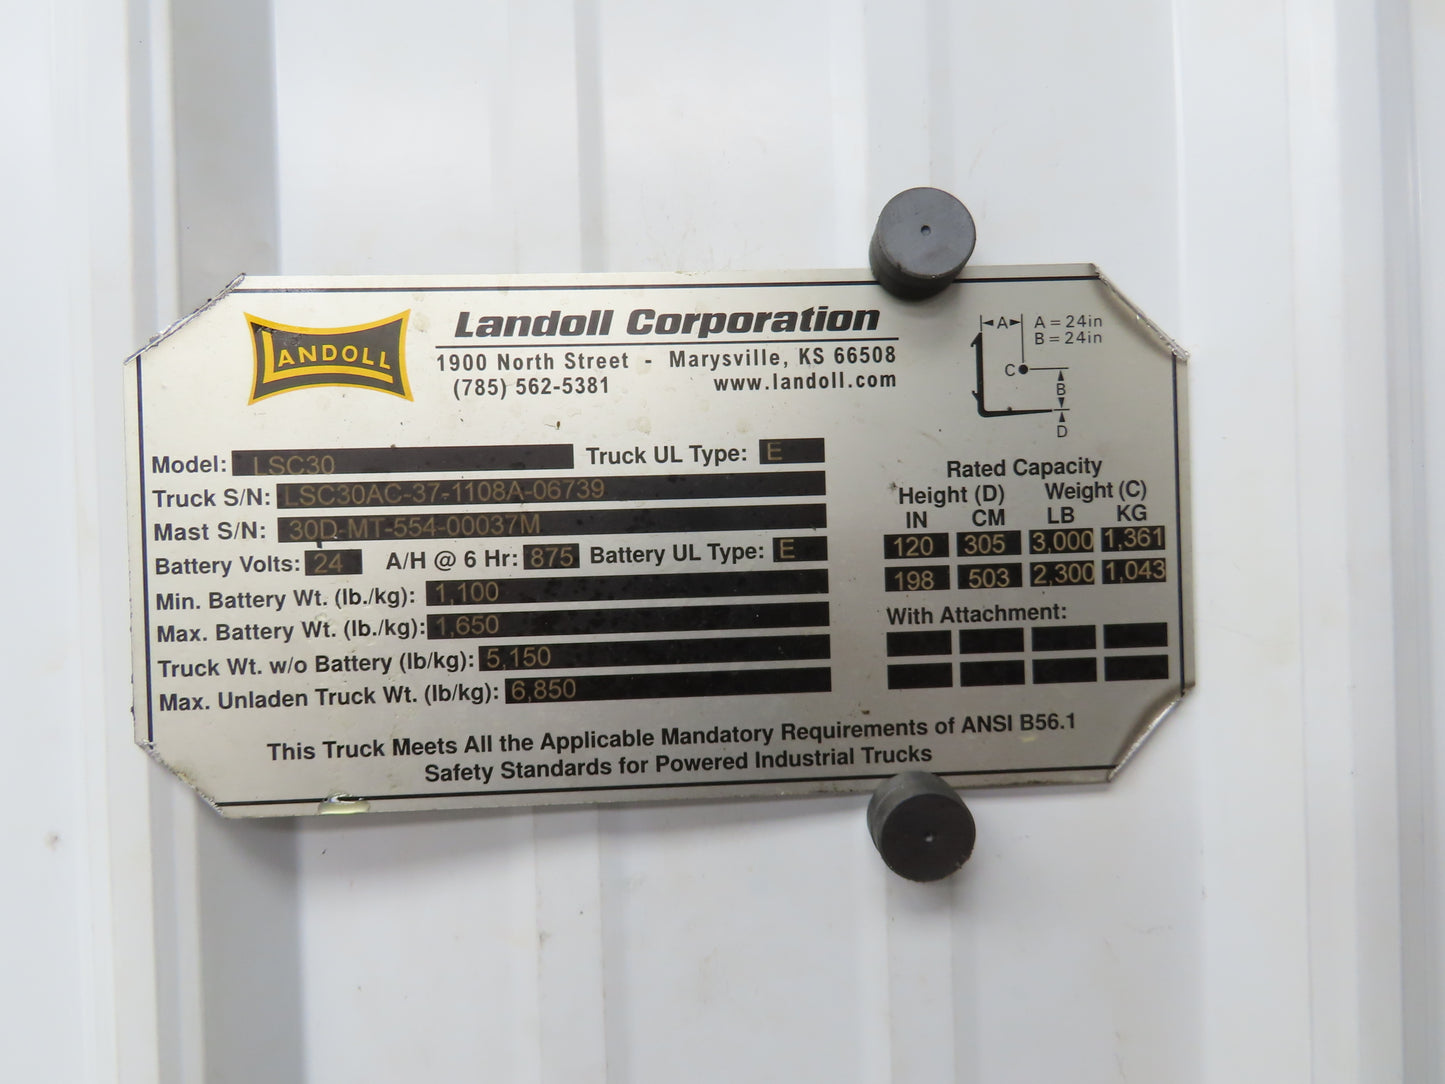 LANDOLL
Landoll Corporation
1900 North Street - Marysville, KS 66508
(785) 562-5381 www.landoll.com
A A = 24in
B = 24in
C
B
D
Model: LSC30 Truck UL Type: E
Truck S/N: LSC30AC-37-1108A-06739
Mast S/N: 30D-MT-554-00037M
Battery Volts: 24 A/H @ 6 Hr: 875 Battery UL Type: E
Min. Battery Wt. (lb./kg): 1,100
Max. Battery Wt. (lb./kg): 1,650
Truck Wt. w/o Battery (lb/kg): 5,150
Max. Unladen Truck Wt. (lb/kg): 6,850
Rated Capacity
Height (D) Weight (C)
IN CM LB KG
120 305 3,000 1,361
198 503 2,300 1,043
With Attachment:
This Truck Meets All the Applicable Mandatory Requirements of ANSI B56.1
Safety Standards for Powered Industrial Trucks